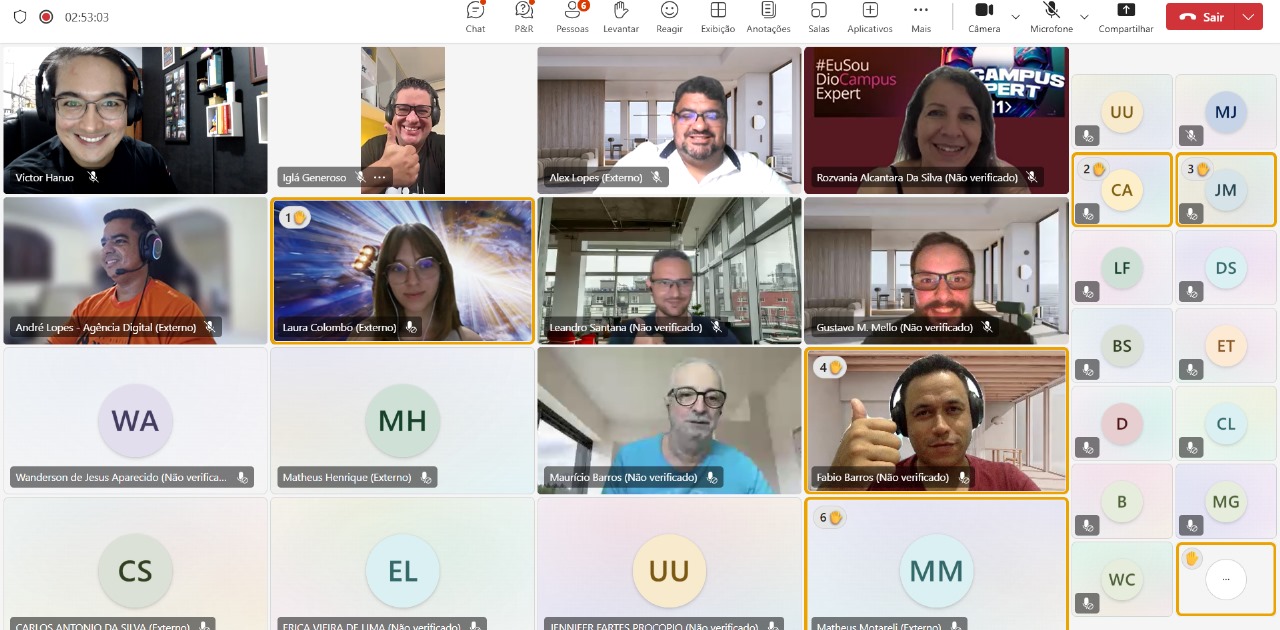 02:53:03
Chat
P&R
6
Pessoas
Levantar
Reagir
Exibição
Anotações
Salas
Aplicativos
Mais
Câmera
Microfone
Compartilhar
Sair
Victor Haruo
Iglá Generoso
Alex Lopes (Externo)
#EuSou
DioCampus
Expert
CAMPUS
Rozvania Alcantara Da Silva (Não verificado)
UU
MJ
2
CA
3
JM
André Lopes - Agência Digital (Externo)
1
Laura Colombo (Externo)
Leandro Santana (Não verificado)
Gustavo M. Mello (Não verificado)
LF
DS
BS
ET
WA
Wanderson de Jesus Aparecido (Não verifica...
MH
Matheus Henrique (Externo)
Maurício Barros (Não verificado)
4
Fabio Barros (Não verificado)
D
CL
B
MG
CS
CARLOS ANTONIO DA SILVA (Externo)
EL
ERICA VIEIRA DE LIMA (Não verificado)
UU
JENNIFER FARTES PROCOPIO (Não verificado)
6
MM
Matheus Motareli (Externo)
WC
...